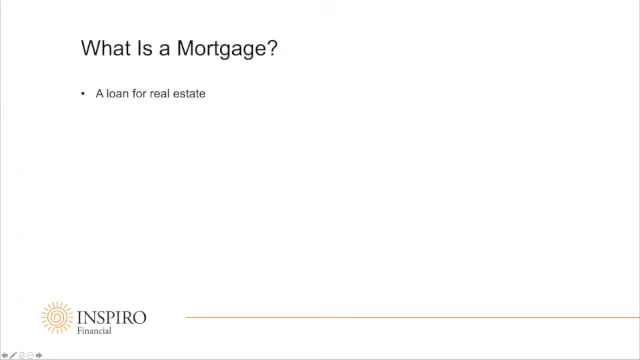 What Is a Mortgage?
• A loan for real estate
INSPIRO
Financial